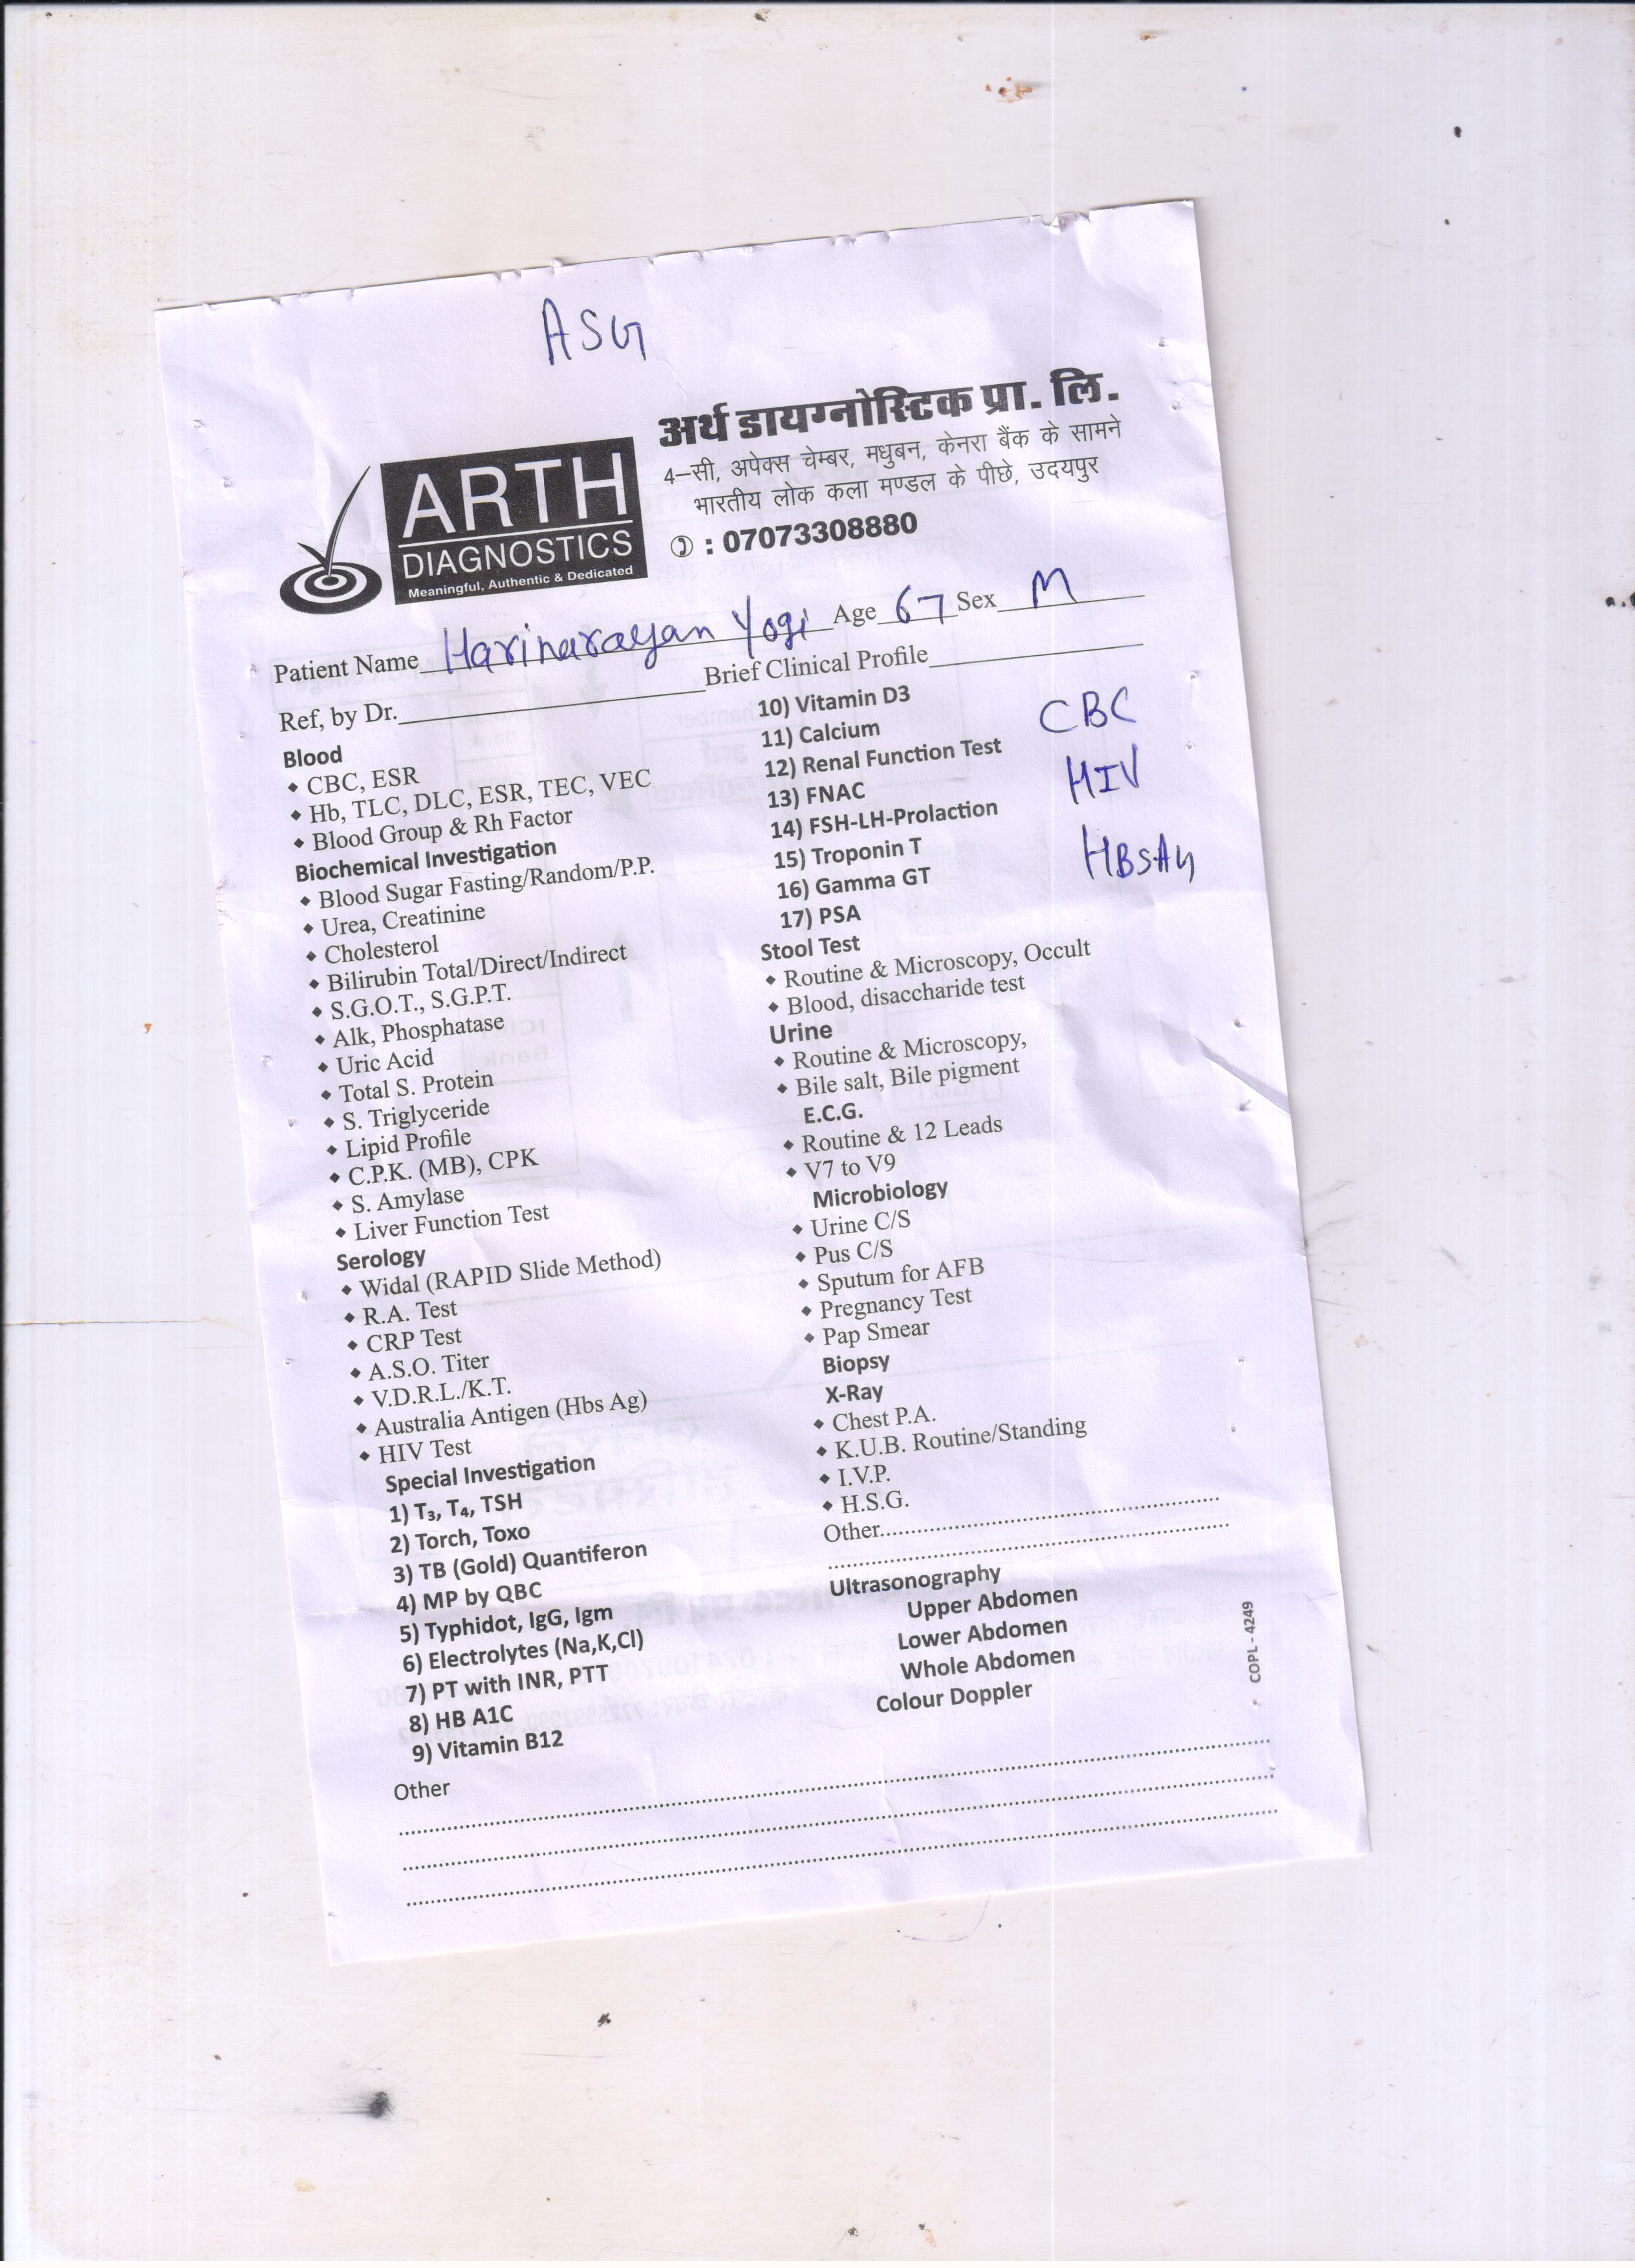 ASG
अर्थ डायग्नोस्टिक प्रा. लि.
4–सी, अपेक्स चेम्बर, मधुबन, केनरा बैंक के सामने
भारतीय लोक कला मण्डल के पीछे, उदयपुर
✆ : 07073308880
ARTH
DIAGNOSTICS
Meaningful, Authentic & Dedicated
Patient Name Harinarayan Yogi Age 67 Sex M
Ref, by Dr. Brief Clinical Profile
Blood
• CBC, ESR
• Hb, TLC, DLC, ESR, TEC, VEC
• Blood Group & Rh Factor
Biochemical Investigation
• Blood Sugar Fasting/Random/P.P.
• Urea, Creatinine
• Cholesterol
• Bilirubin Total/Direct/Indirect
• S.G.O.T., S.G.P.T.
• Alk, Phosphatase
• Uric Acid
• Total S. Protein
• S. Triglyceride
• Lipid Profile
• C.P.K. (MB), CPK
• S. Amylase
• Liver Function Test
Serology
• Widal (RAPID Slide Method)
• R.A. Test
• CRP Test
• A.S.O. Titer
• V.D.R.L./K.T.
• Australia Antigen (Hbs Ag)
• HIV Test
Special Investigation
1) T₃, T₄, TSH
2) Torch, Toxo
3) TB (Gold) Quantiferon
4) MP by QBC
5) Typhidot, IgG, Igm
6) Electrolytes (Na,K,Cl)
7) PT with INR, PTT
8) HB A1C
9) Vitamin B12
10) Vitamin D3
11) Calcium
12) Renal Function Test
13) FNAC
14) FSH-LH-Prolaction
15) Troponin T
16) Gamma GT
17) PSA
CBC
HIV
HBSAg
Stool Test
• Routine & Microscopy, Occult
• Blood, disaccharide test
Urine
• Routine & Microscopy,
• Bile salt, Bile pigment
E.C.G.
• Routine & 12 Leads
• V7 to V9
Microbiology
• Urine C/S
• Pus C/S
• Sputum for AFB
• Pregnancy Test
• Pap Smear
Biopsy
X-Ray
• Chest P.A.
• K.U.B. Routine/Standing
• I.V.P.
• H.S.G.
Other
Ultrasonography
Upper Abdomen
Lower Abdomen
Whole Abdomen
Colour Doppler
COPL - 4249
Other